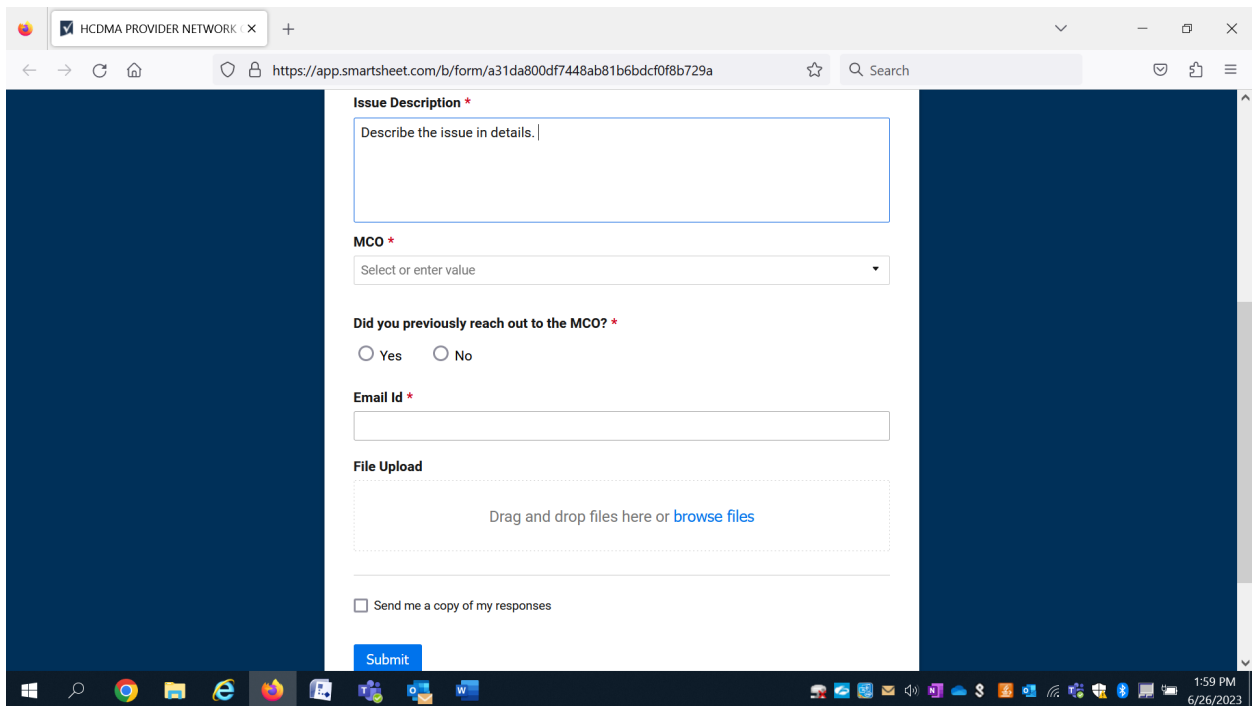 HCDMA PROVIDER NETWORK
https://app.smartsheet.com/b/form/a31da800df7448ab81b6bdcf0f8b729a
Search
Issue Description *
Describe the issue in details.
MCO *
Select or enter value
Did you previously reach out to the MCO? *
Yes No
Email Id *
File Upload
Drag and drop files here or browse files
Send me a copy of my responses
Submit
1:59 PM
6/26/2023